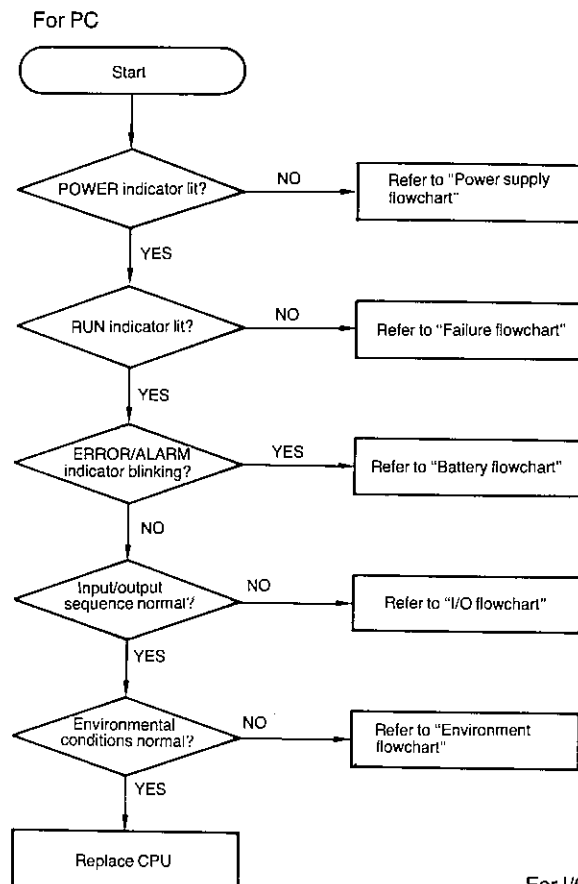 For PC
Start
POWER indicator lit?
NO
Refer to “Power supply
flowchart”
YES
RUN indicator lit?
NO
Refer to “Failure flowchart”
YES
ERROR/ALARM
indicator blinking?
YES
Refer to “Battery flowchart”
NO
Input/output
sequence normal?
NO
Refer to “I/O flowchart”
YES
Environmental
conditions normal?
NO
Refer to “Environment
flowchart”
YES
Replace CPU
For I/